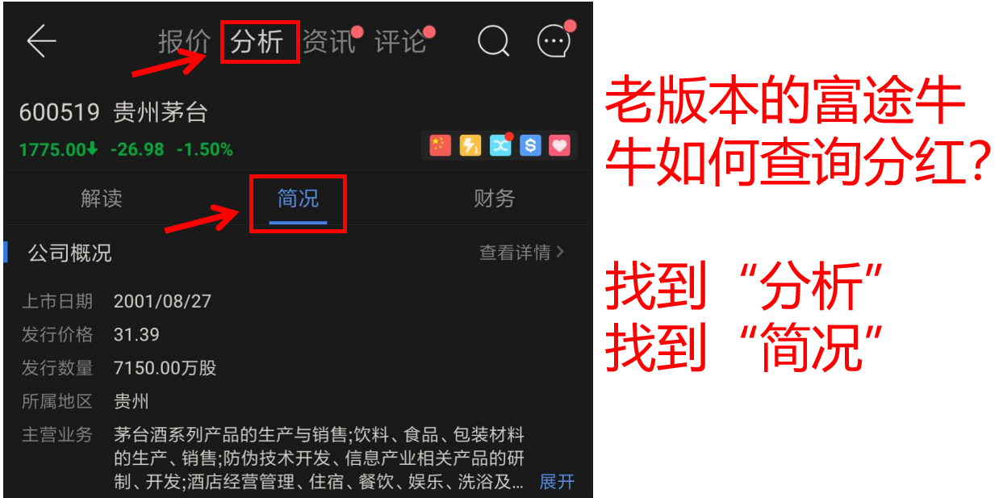 报价 分析 资讯 评论
600519 贵州茅台
1775.00 -26.98 -1.50%
解读 简况 财务
公司概况 查看详情
上市日期 2001/08/27
发行价格 31.39
发行数量 7150.00万股
所属地区 贵州
主营业务 茅台酒系列产品的生产与销售;饮料、食品、包装材料
的生产、销售;防伪技术开发、信息产业相关产品的研
制、开发;酒店经营管理、住宿、餐饮、娱乐、洗浴及... 展开
老版本的富途牛
牛如何查询分红?
找到“分析”
找到“简况”